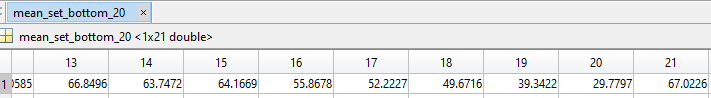 mean_set_bottom_20 ×
mean_set_bottom_20 <1x21 double>
13 14 15 16 17 18 19 20 21
1 0585 66.8496 63.7472 64.1669 55.8678 52.2227 49.6716 39.3422 29.7797 67.0226